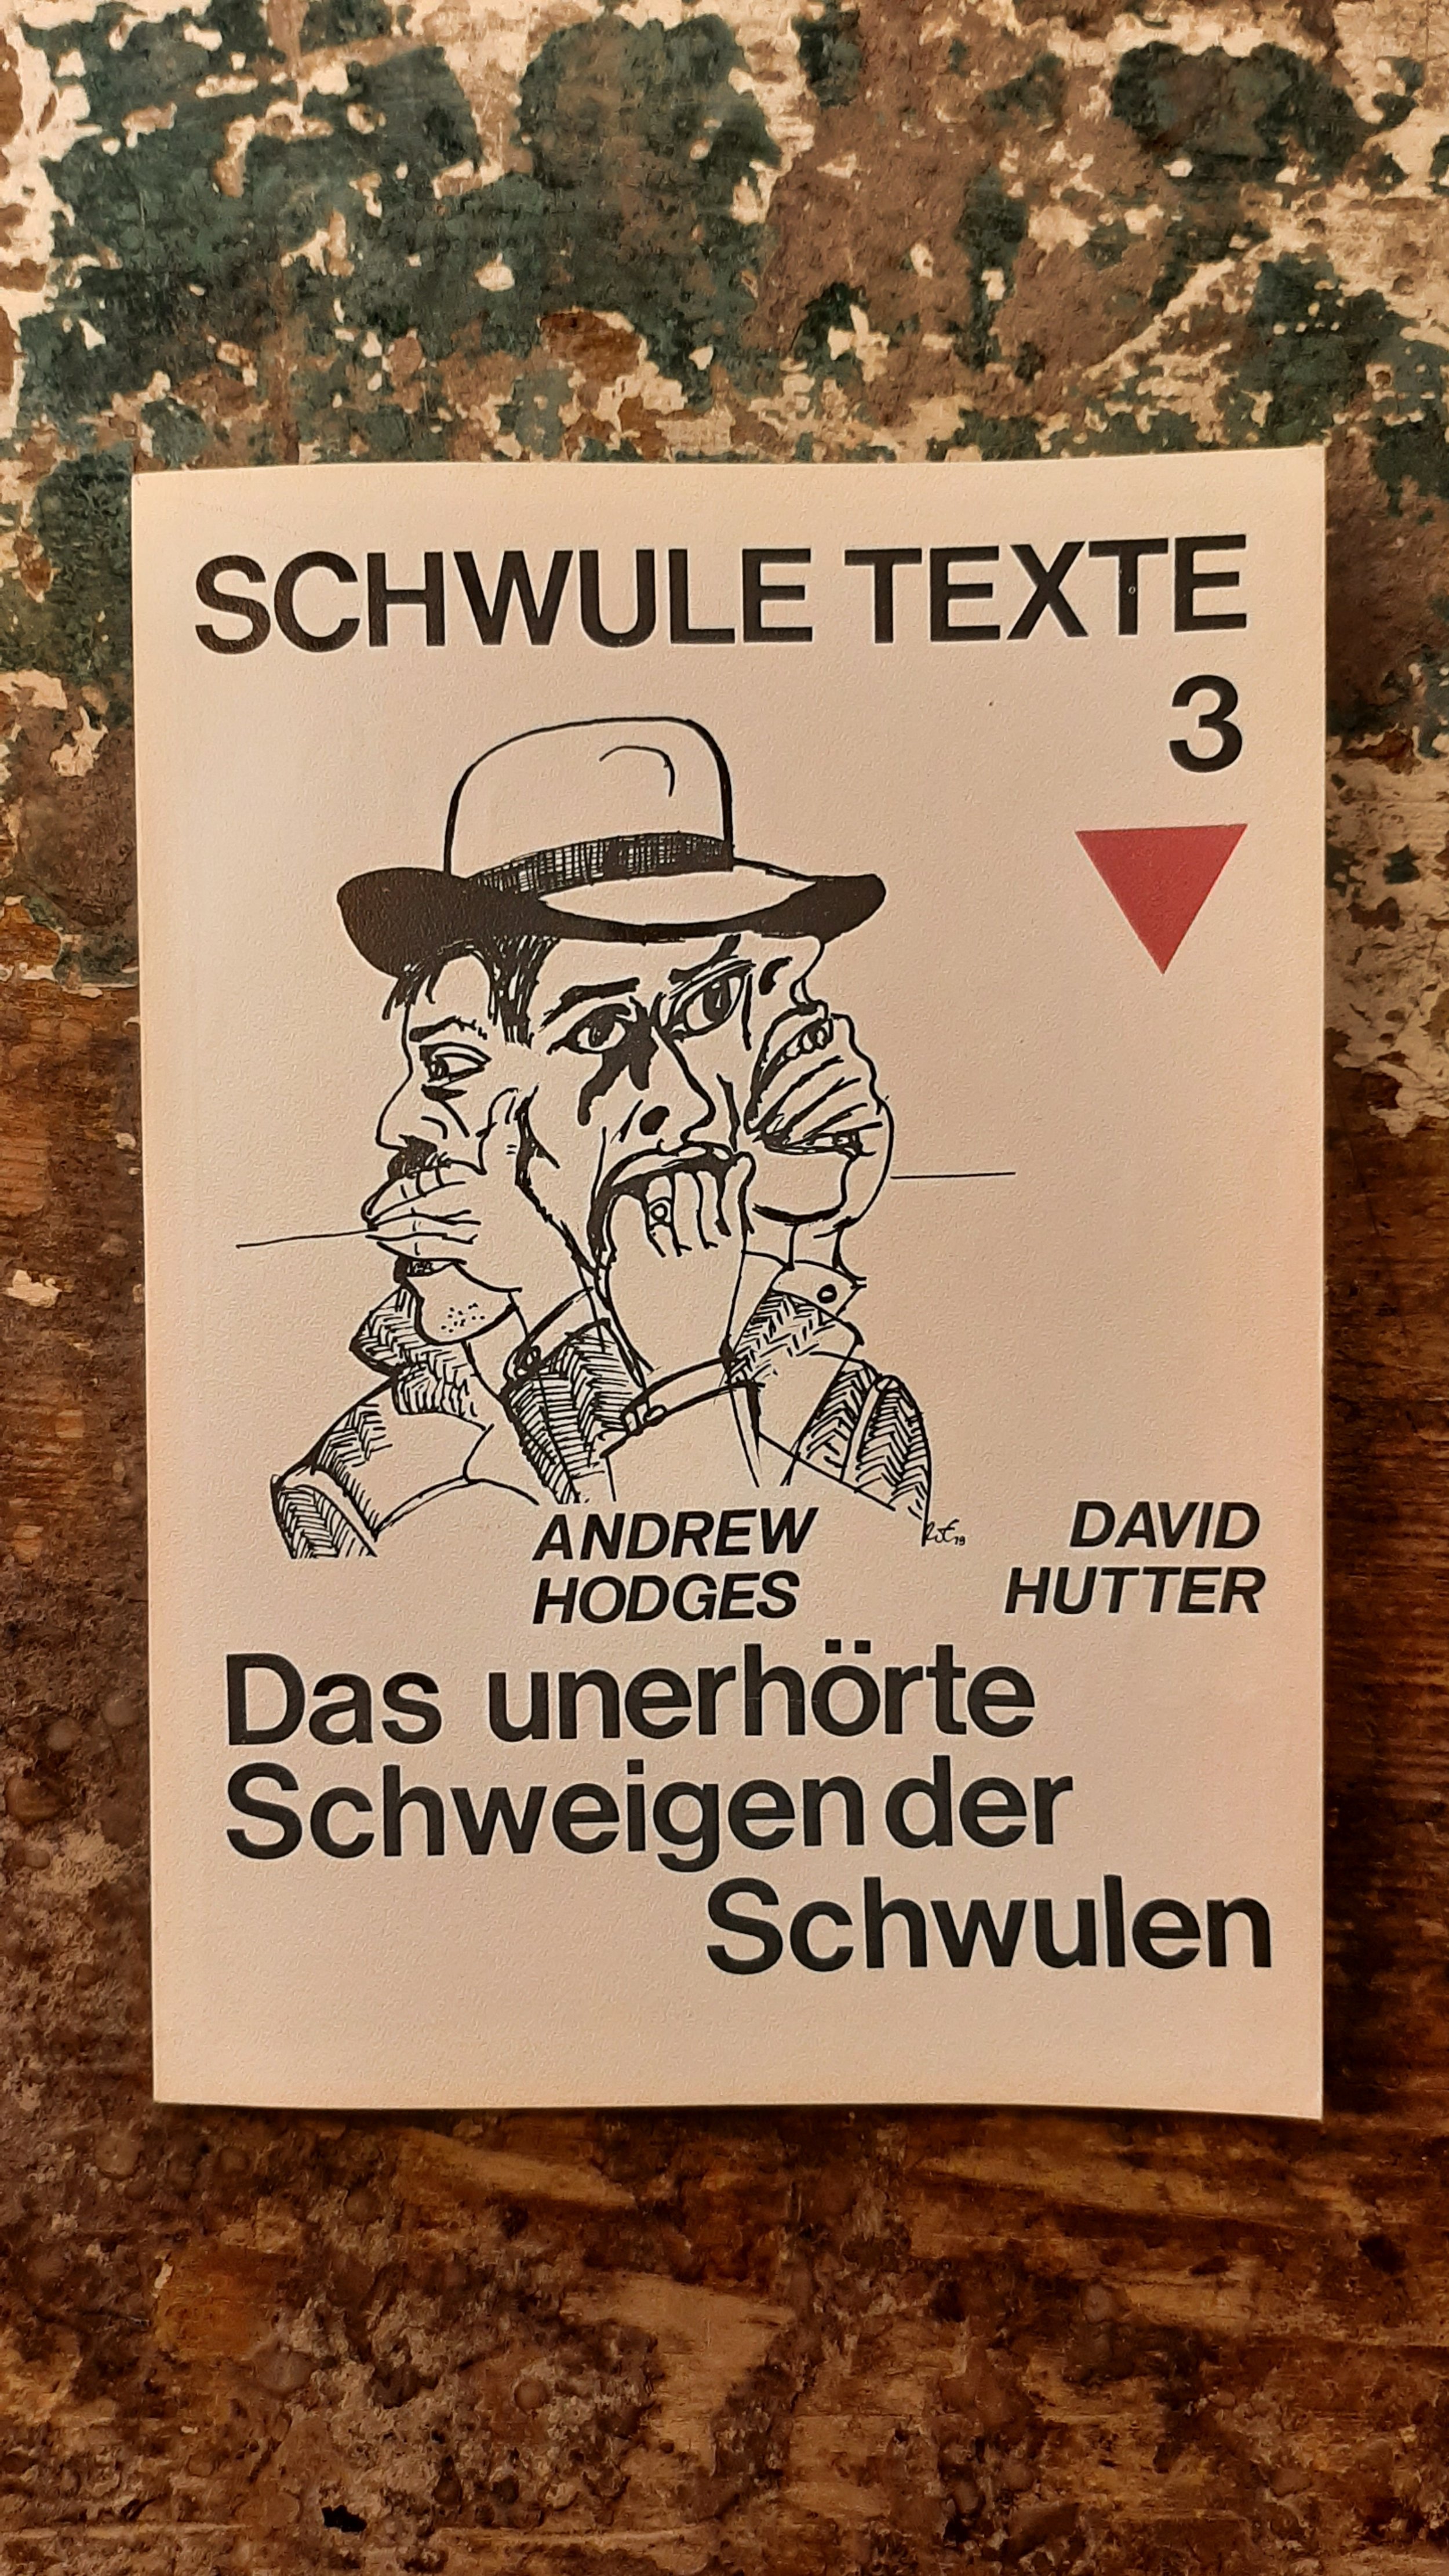 SCHWULE TEXTE
3
ANDREW
HODGES
DAVID
HUTTER
Das unerhörte
Schweigen der
Schwulen